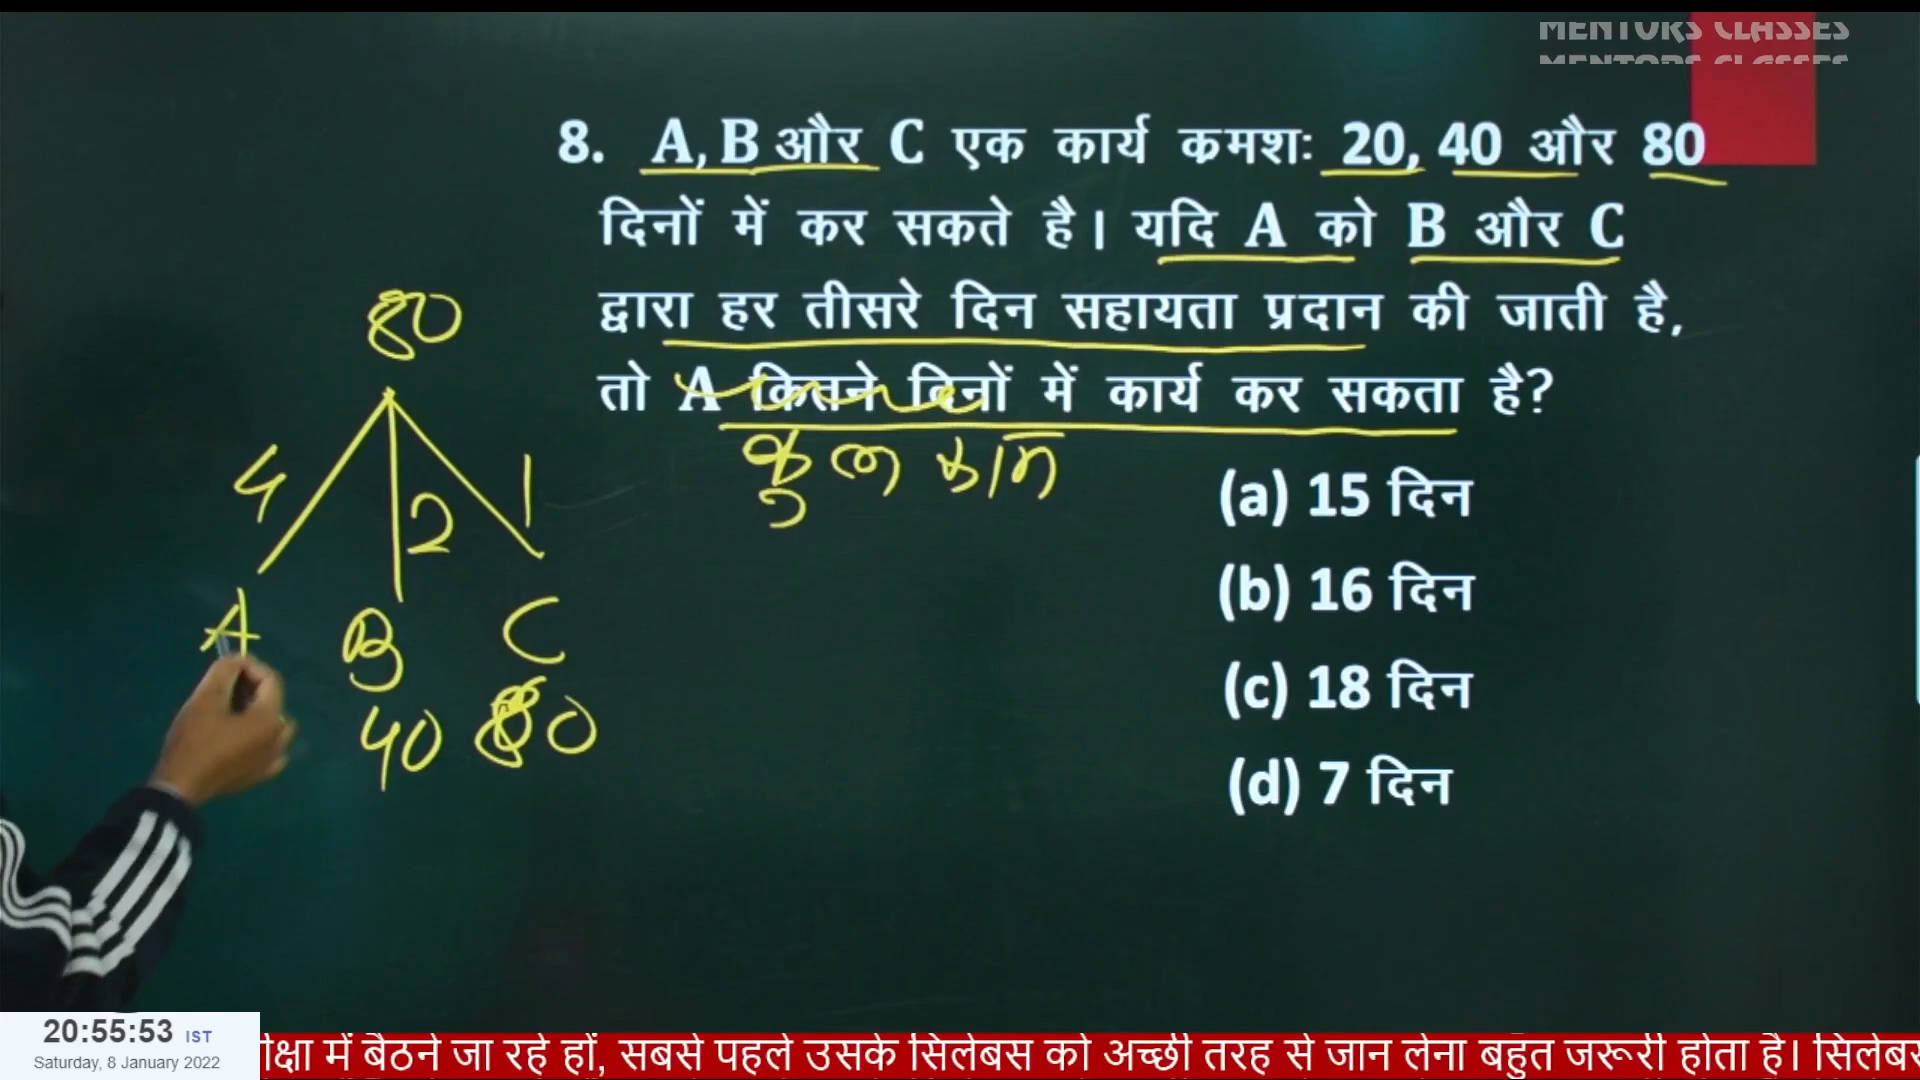 MENTORS CLASSES
8. A, B और C एक कार्य कमशः 20, 40 और 80
दिनों में कर सकते है। यदि A को B और C
द्वारा हर तीसरे दिन सहायता प्रदान की जाती है,
तो A कितने दिनों में कार्य कर सकता है?
कुल काम
(a) 15 दिन
(b) 16 दिन
(c) 18 दिन
(d) 7 दिन
80
4 2 1
A B C
40 80
20:55:53 IST
Saturday, 8 January 2022
में बैठने जा रहे हों, सबसे पहले उसके सिलेबस को अच्छी तरह से जान लेना बहुत जरूरी होता है।